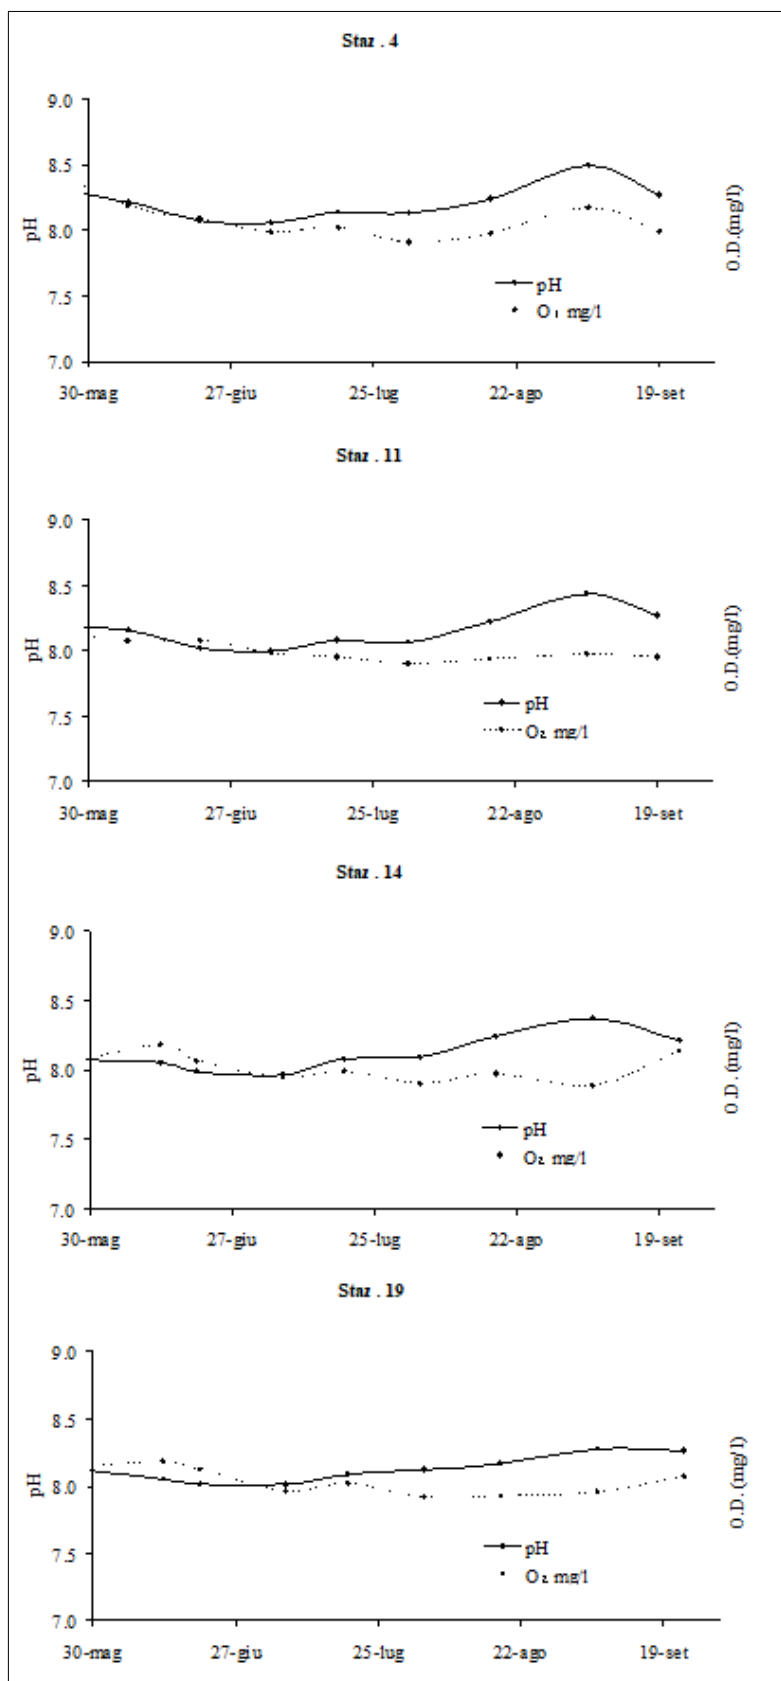 Staz . 4
9.0
8.5
8.0
7.5
7.0
pH
O.D.(mg/l)
pH
O₂ mg/l
30-mag 27-giu 25-lug 22-ago 19-set
Staz . 11
9.0
8.5
8.0
7.5
7.0
pH
O.D.(mg/l)
pH
O₂ mg/l
30-mag 27-giu 25-lug 22-ago 19-set
Staz . 14
9.0
8.5
8.0
7.5
7.0
pH
O.D. (mg/l)
pH
O₂ mg/l
30-mag 27-giu 25-lug 22-ago 19-set
Staz . 19
9.0
8.5
8.0
7.5
7.0
pH
O.D. (mg/l)
pH
O₂ mg/l
30-mag 27-giu 25-lug 22-ago 19-set